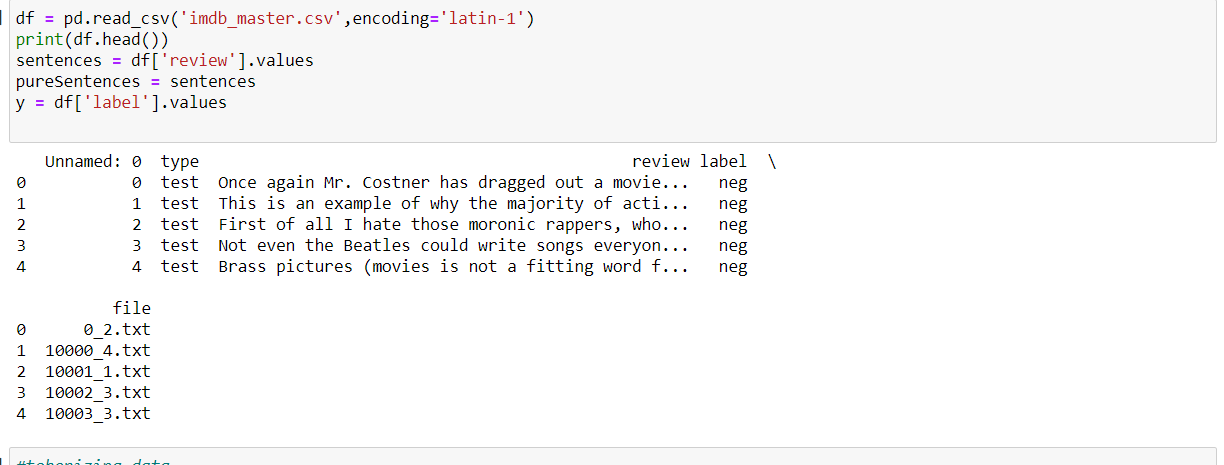 df = pd.read_csv('imdb_master.csv',encoding='latin-1')
print(df.head())
sentences = df['review'].values
pureSentences = sentences
y = df['label'].values
   Unnamed: 0  type                                             review label  \
0           0  test  Once again Mr. Costner has dragged out a movie...   neg
1           1  test  This is an example of why the majority of acti...   neg
2           2  test  First of all I hate those moronic rappers, who...   neg
3           3  test  Not even the Beatles could write songs everyon...   neg
4           4  test  Brass pictures (movies is not a fitting word f...   neg
          file
0      0_2.txt
1  10000_4.txt
2  10001_1.txt
3  10002_3.txt
4  10003_3.txt
#tokenizing data